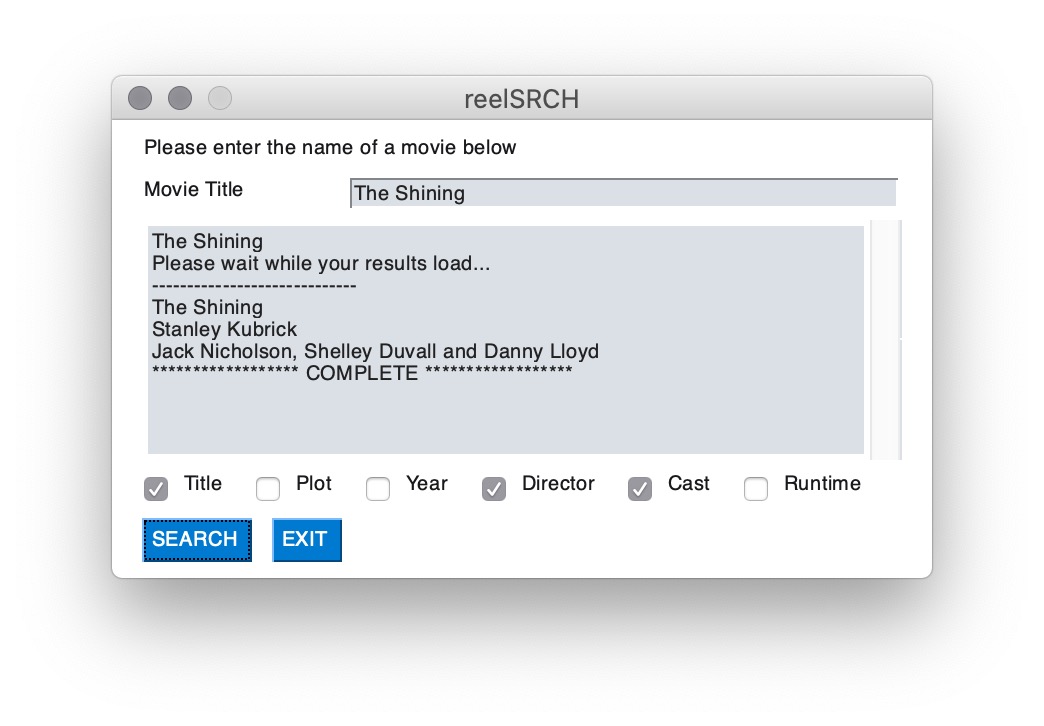 reelSRCH
Please enter the name of a movie below
Movie Title The Shining
The Shining
Please wait while your results load...
-----------------------------
The Shining
Stanley Kubrick
Jack Nicholson, Shelley Duvall and Danny Lloyd
****************** COMPLETE ******************
Title Plot Year Director Cast Runtime
SEARCH EXIT